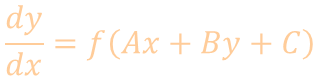 dy/dx = f(Ax + By + C)